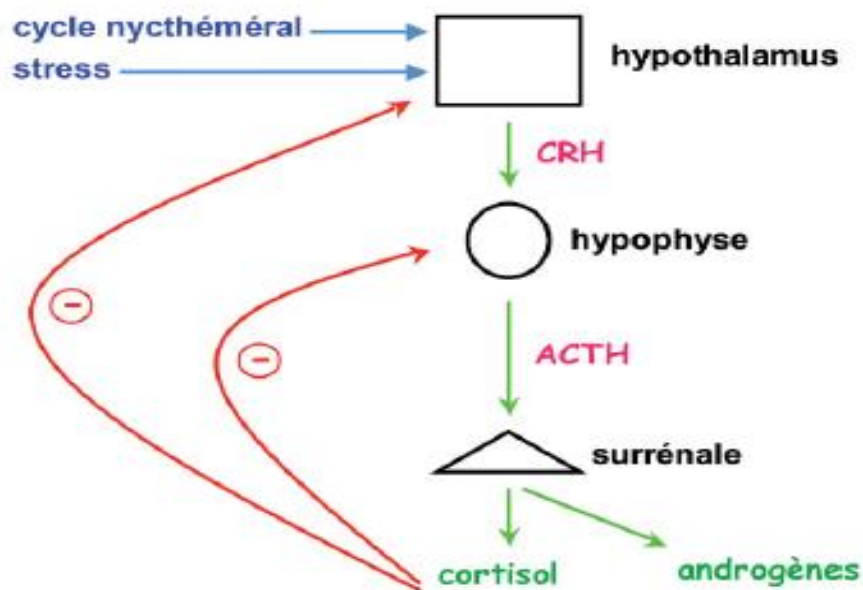 cycle nycthéméral
stress
hypothalamus
CRH
hypophyse
-
-
ACTH
surrénale
cortisol
androgènes